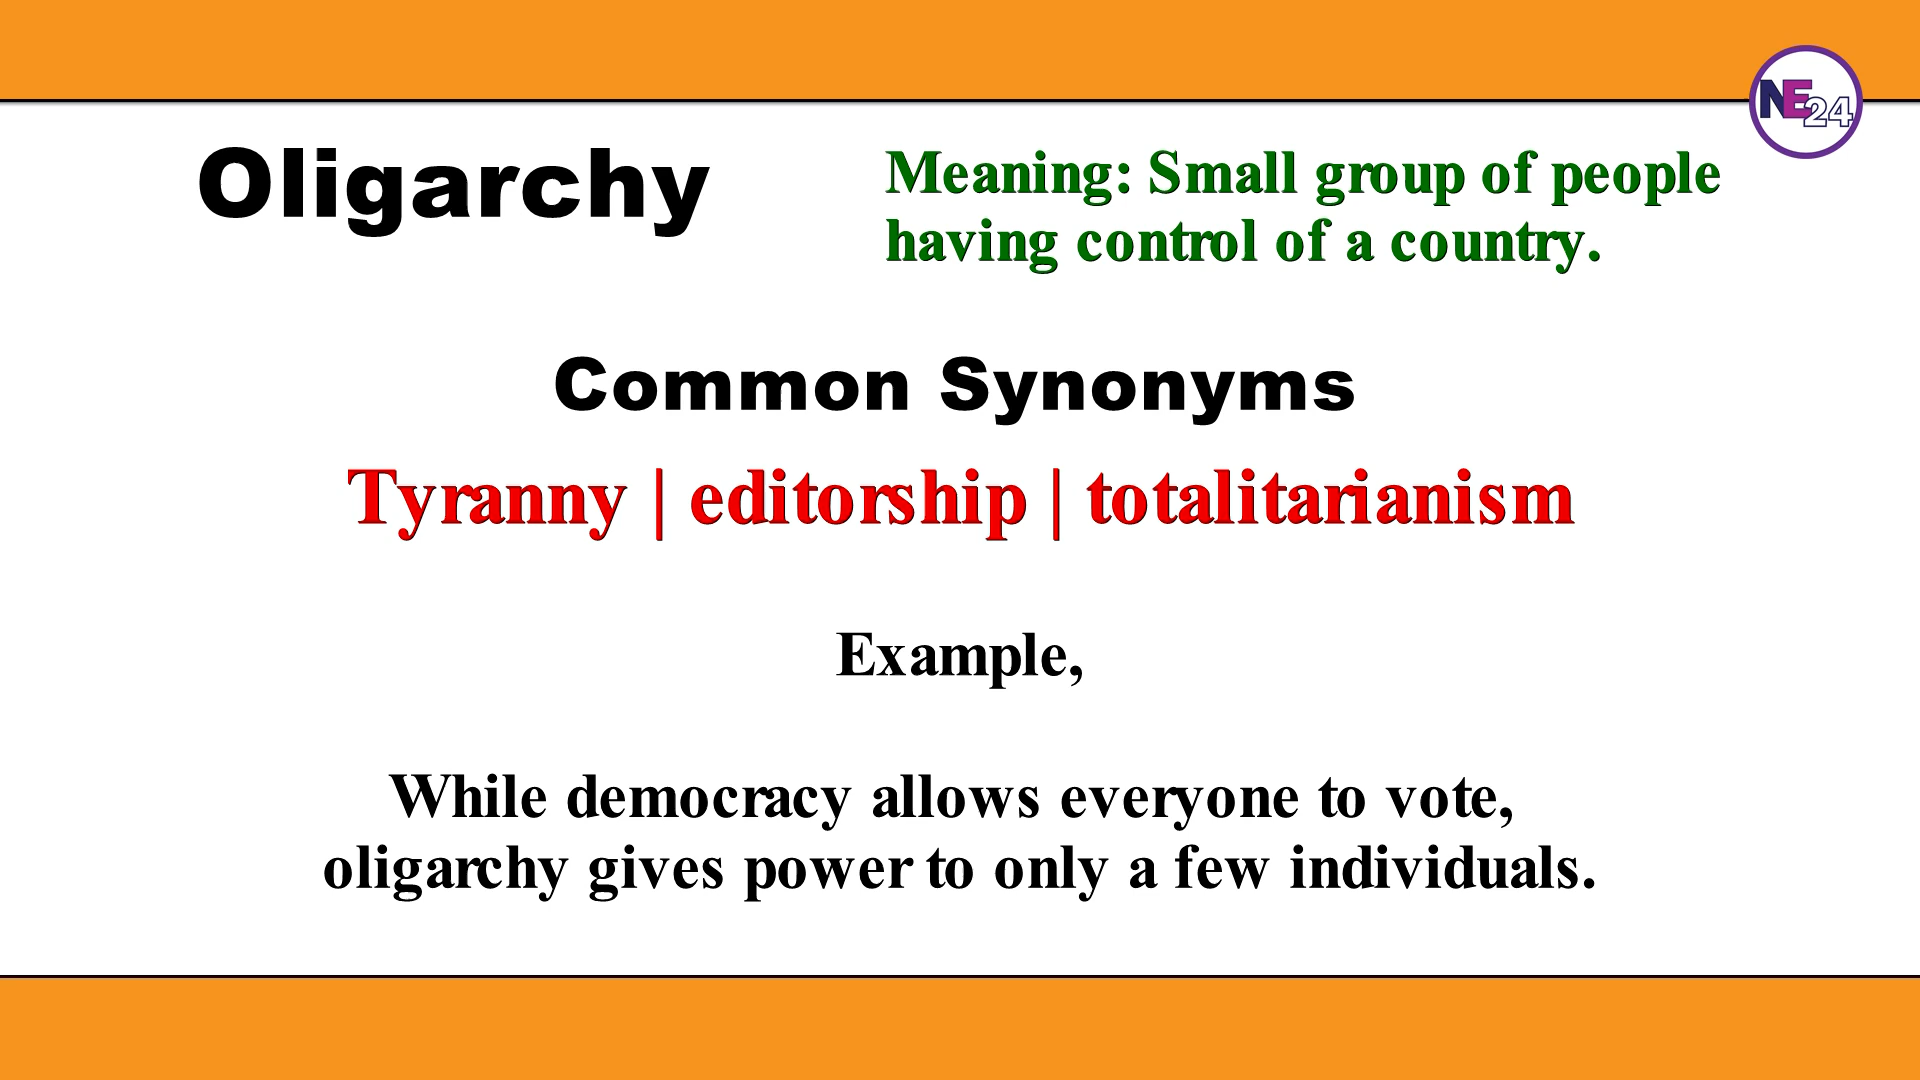 NE24
Oligarchy
Meaning: Small group of people
having control of a country.
Common Synonyms
Tyranny | editorship | totalitarianism
Example,
While democracy allows everyone to vote,
oligarchy gives power to only a few individuals.